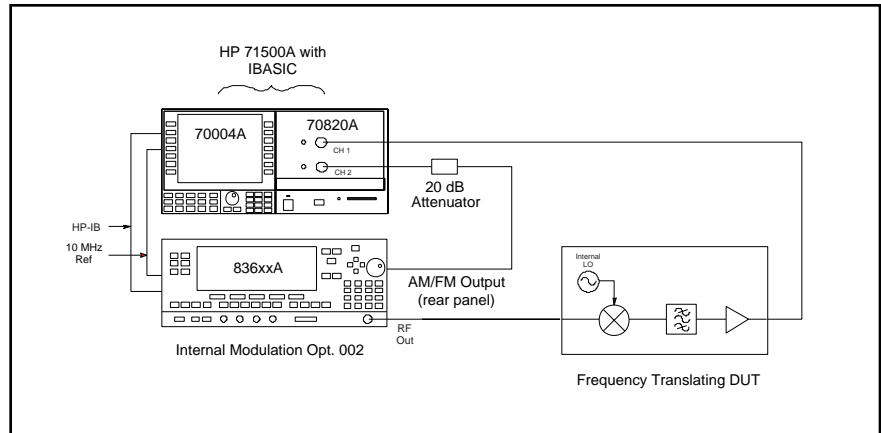 HP 71500A with
IBASIC
70004A
70820A
CH 1
CH 2
20 dB
Attenuator
HP-IB
10 MHz
Ref
836xxA
AM/FM Output
(rear panel)
RF
Out
Internal Modulation Opt. 002
Internal
LO
Frequency Translating DUT